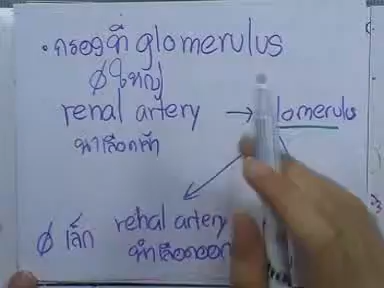 • กรองที่ glomerulus
Ø ใหญ่
renal artery → lomerulus
นำเลือดเข้า
Ø เล็ก renal artery
นำเลือดออก